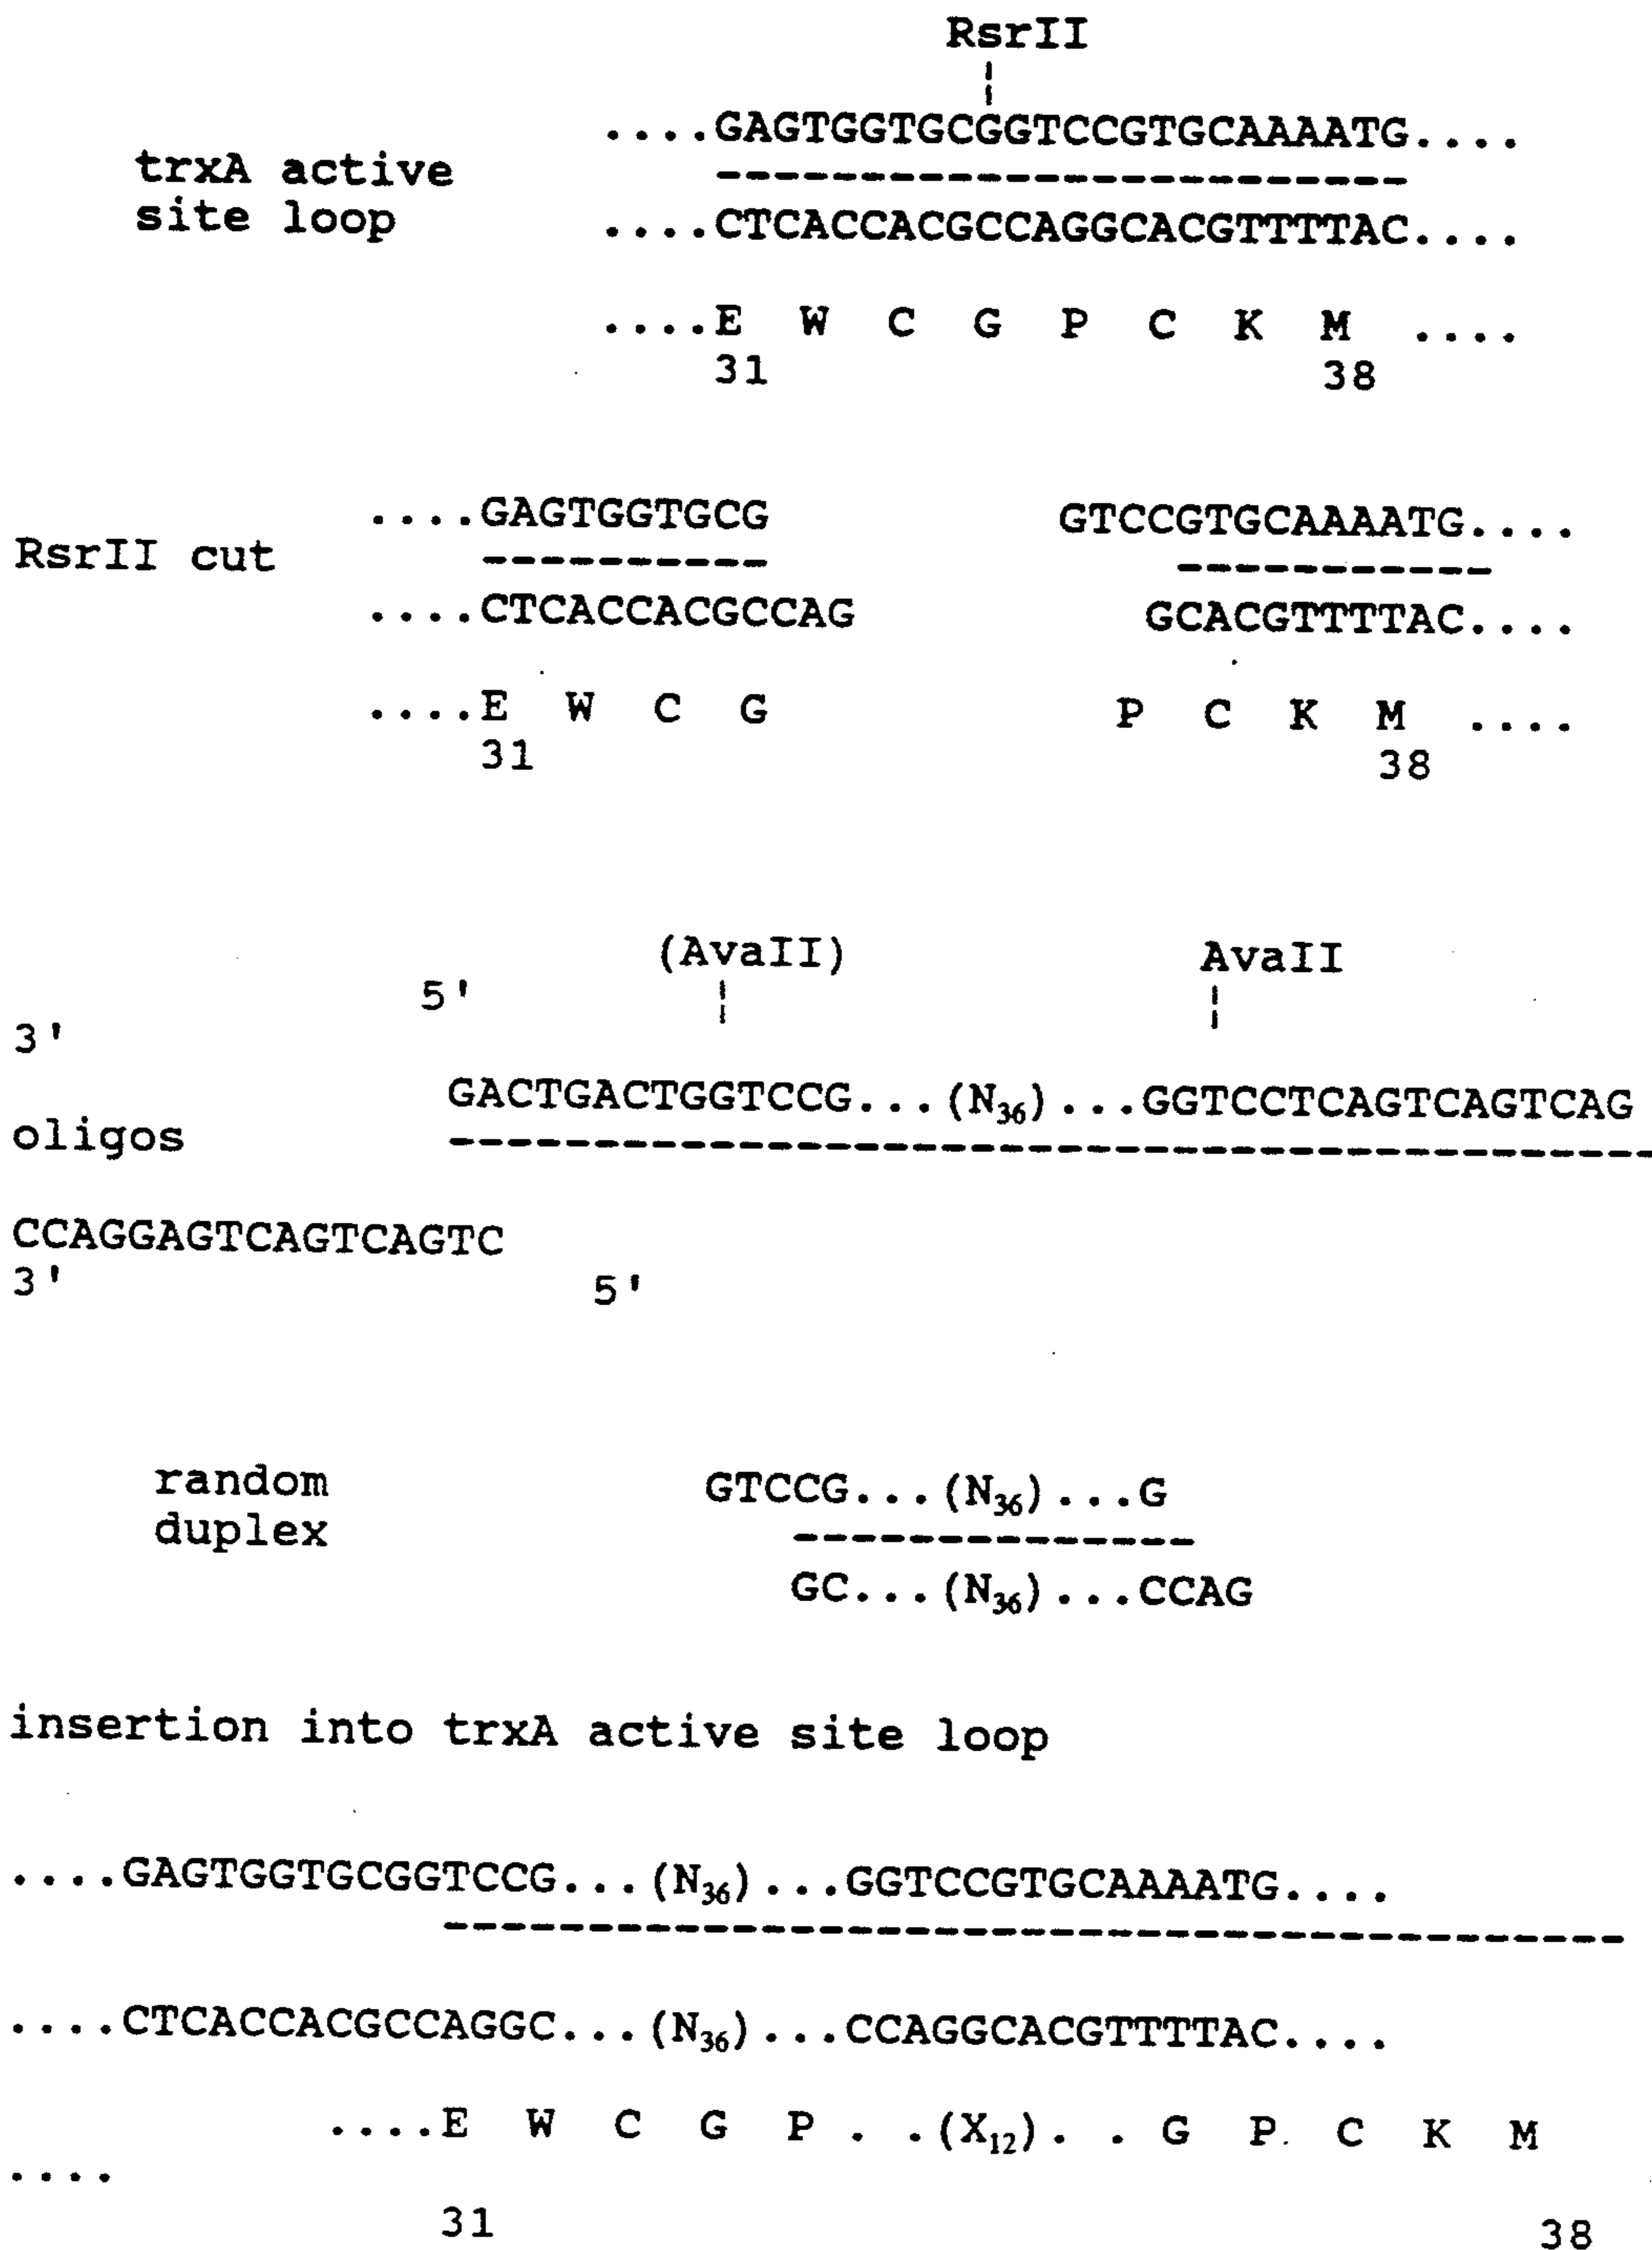 RsrII
....GAGTGGTGCGGTCCGTGCAAAATG....
trxA active
site loop
....CTCACCACGCCAGGCACGTTTTAC....
....E W C G P C K M ....
31 38
....GAGTGGTGCG GTCCGTGCAAAATG....
RsrII cut
....CTCACCACGCCAG GCACGTTTTAC....
....E W C G P C K M ....
31 38
(AvaII) AvaII
5'
3'
GACTGACTGGTCCG...(N36)...GGTCCTCAGTCAGTCAG
oligos
CCAGGAGTCAGTCAGTC
3' 5'
random
duplex
GTCCG...(N36)...G
GC...(N36)...CCAG
insertion into trxA active site loop
....GAGTGGTGCGGTCCG...(N36)...GGTCCGTGCAAAATG....
....CTCACCACGCCAGGC...(N36)...CCAGGCACGTTTTAC....
....E W C G P . .(X12). . G P C K M
....
31 38